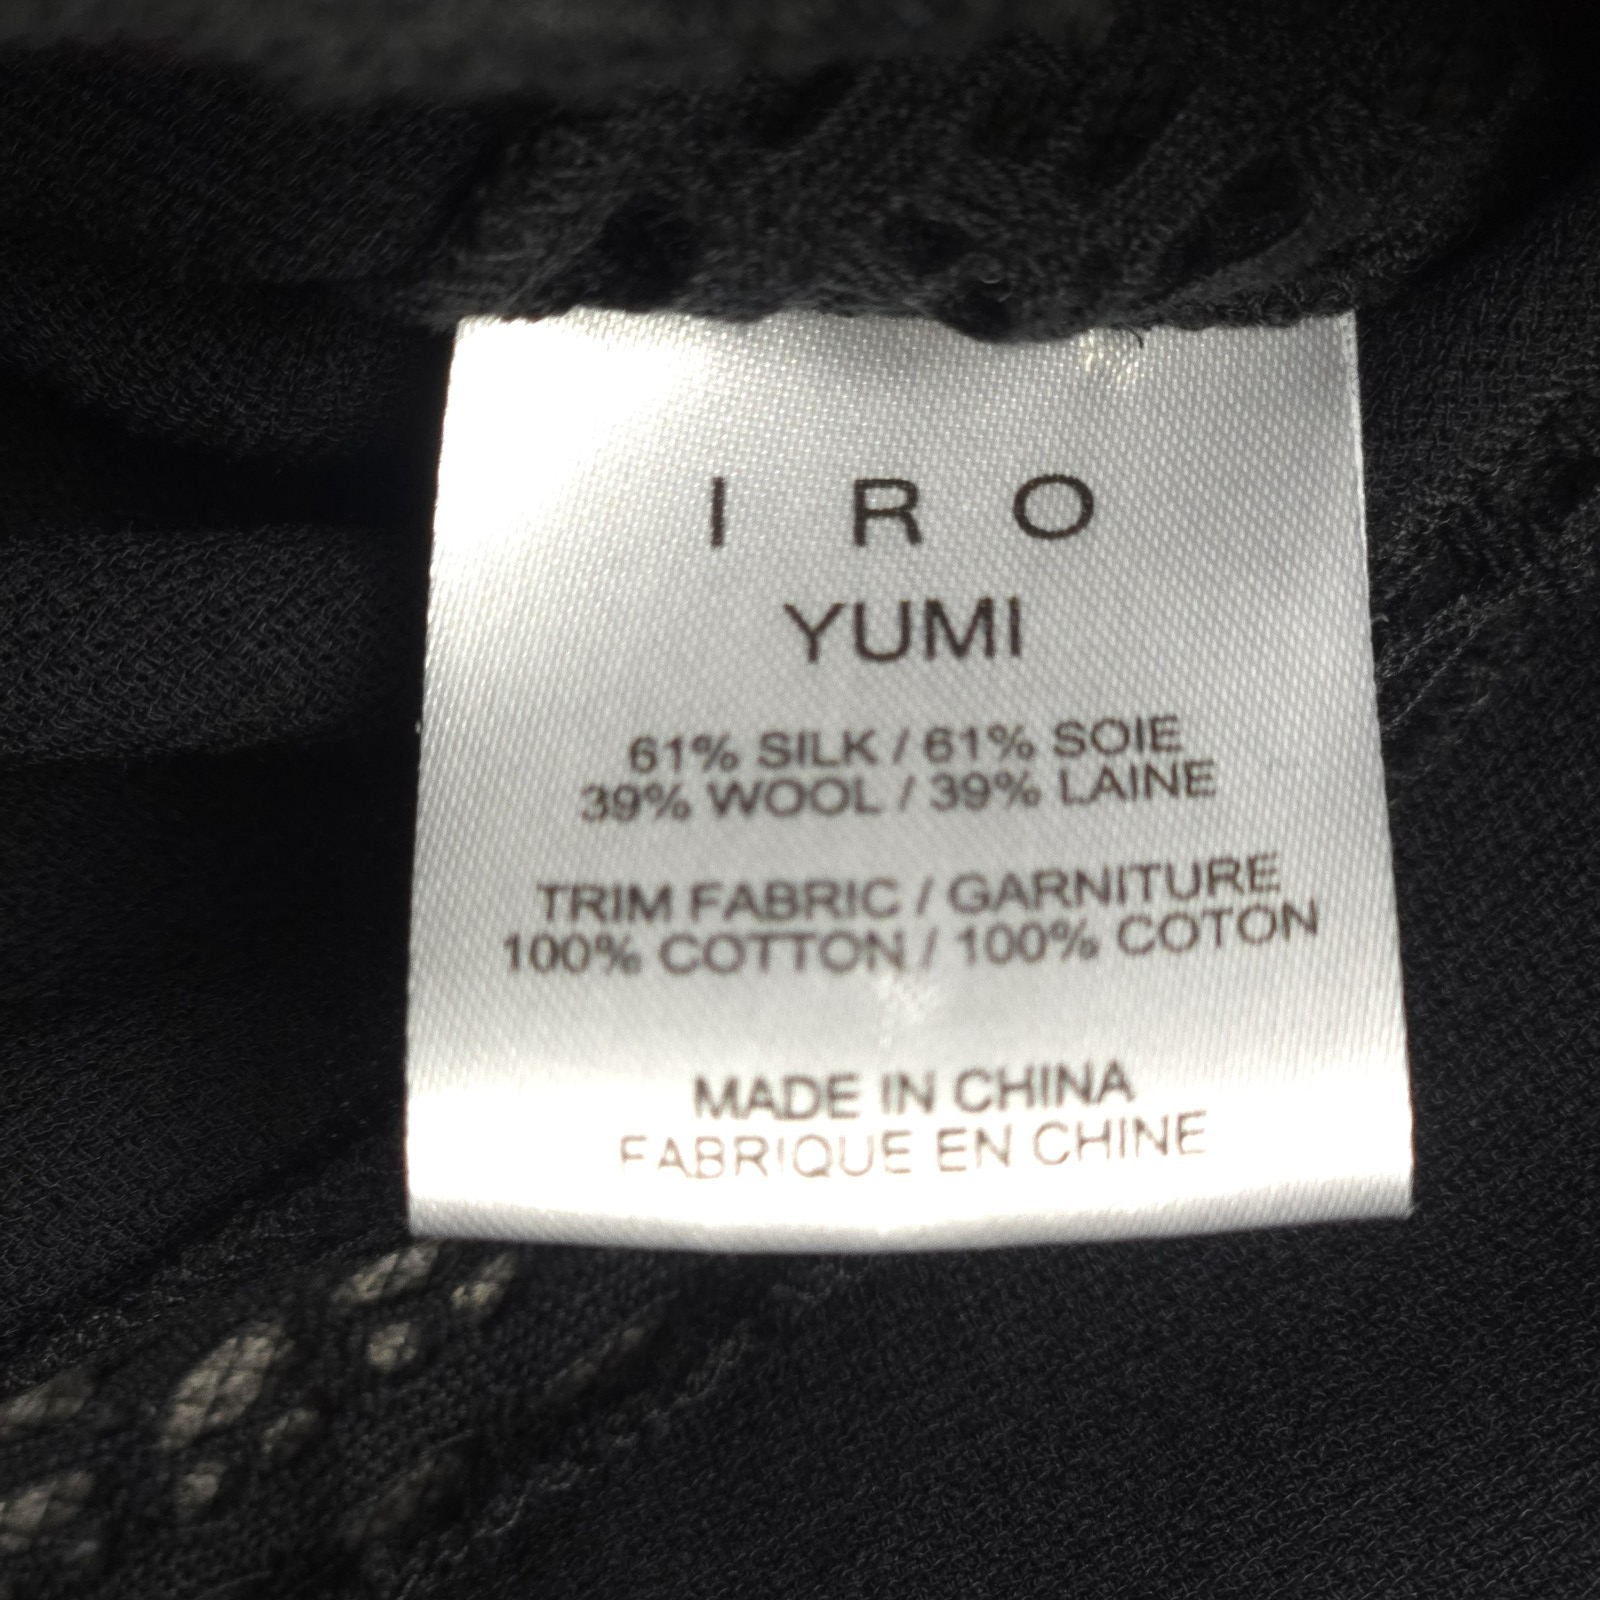 I R O
YUMI
61% SILK / 61% SOIE
39% WOOL / 39% LAINE
TRIM FABRIC / GARNITURE
100% COTTON / 100% COTON
MADE IN CHINA
FABRIQUE EN CHINE